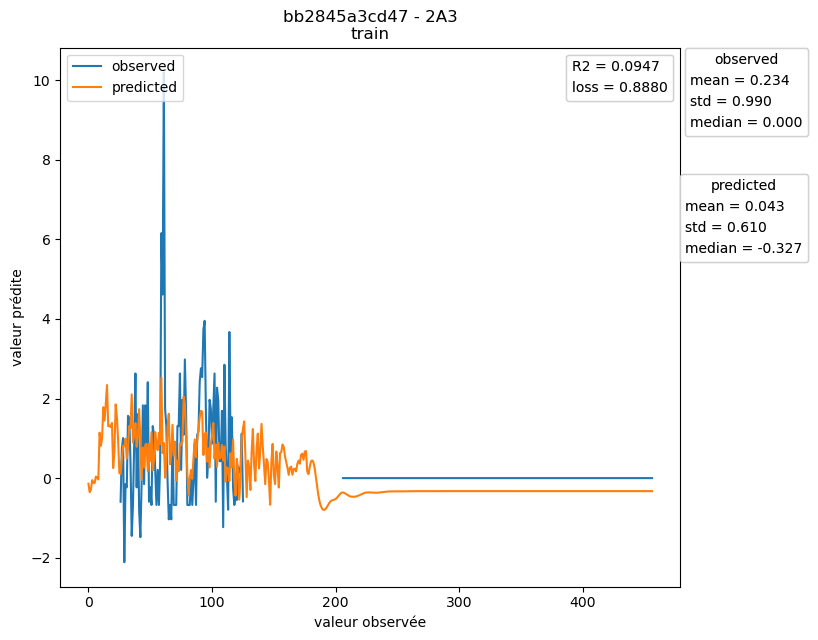 bb2845a3cd47 - 2A3
train
observed
predicted
R2 = 0.0947
loss = 0.8880
observed
mean = 0.234
std = 0.990
median = 0.000
predicted
mean = 0.043
std = 0.610
median = -0.327
valeur prédite
10
8
6
4
2
0
−2
0
100
200
300
400
valeur observée